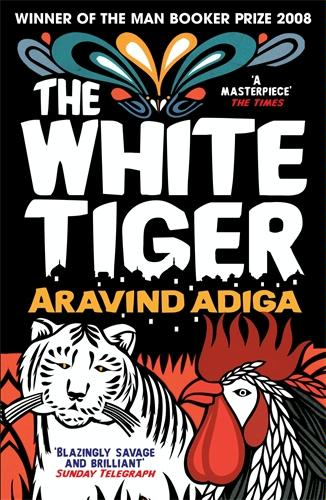 WINNER OF THE MAN BOOKER PRIZE 2008
'A
MASTERPIECE'
THE TIMES
THE
WHITE
TIGER
ARAVIND ADIGA
'BLAZINGLY SAVAGE
AND BRILLIANT'
SUNDAY TELEGRAPH